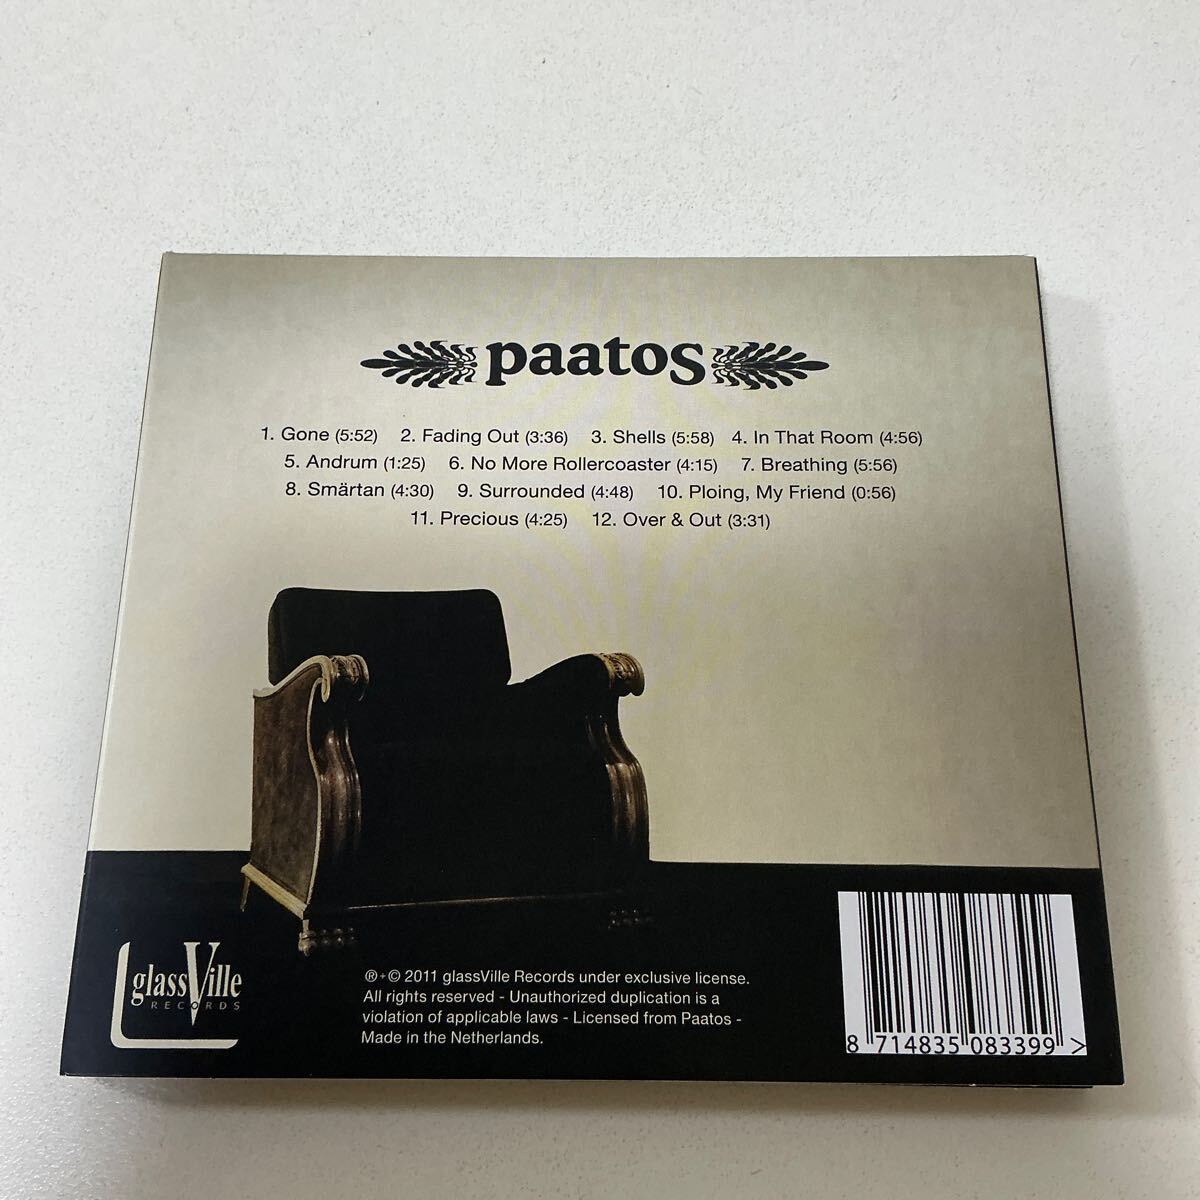 paatos
1. Gone (5:52) 2. Fading Out (3:36) 3. Shells (5:58) 4. In That Room (4:56)
5. Andrum (1:25) 6. No More Rollercoaster (4:15) 7. Breathing (5:56)
8. Smärtan (4:30) 9. Surrounded (4:48) 10. Ploing, My Friend (0:56)
11. Precious (4:25) 12. Over & Out (3:31)
glassVille
RECORDS
®+© 2011 glassVille Records under exclusive license.
All rights reserved - Unauthorized duplication is a
violation of applicable laws - Licensed from Paatos -
Made in the Netherlands.
8 714835 083399 >